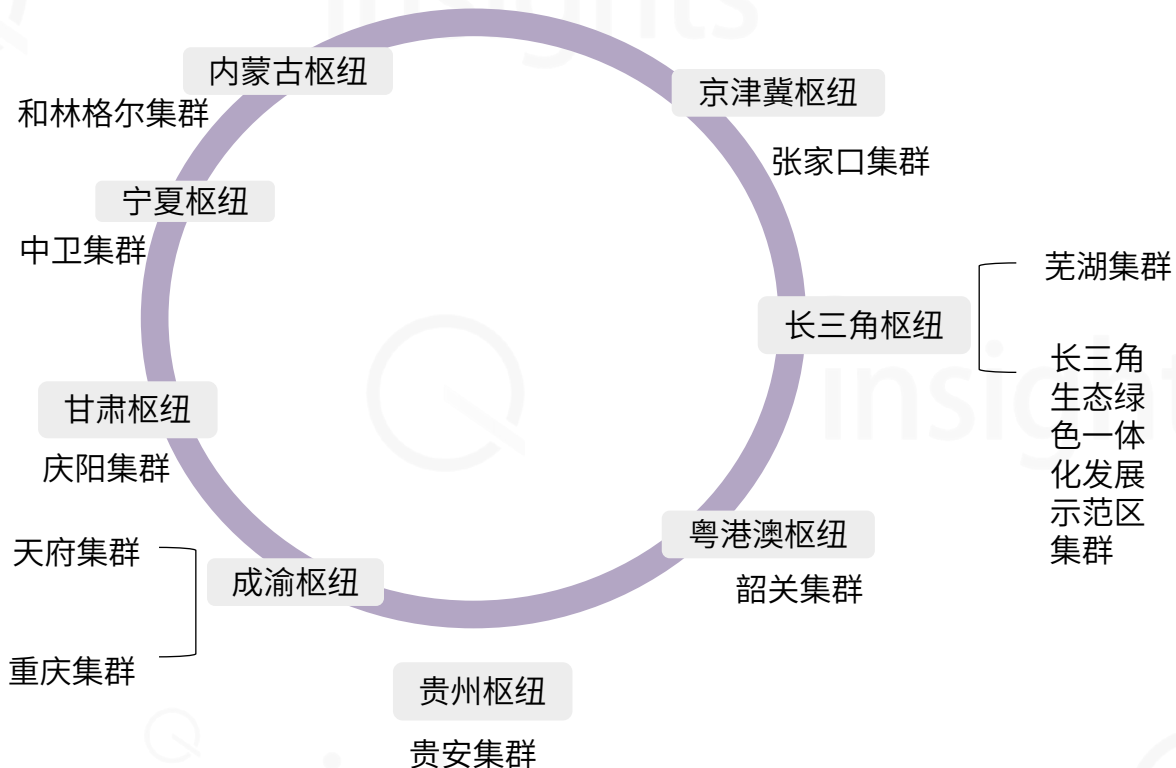 insights
内蒙古枢纽
京津冀枢纽
和林格尔集群
张家口集群
宁夏枢纽
中卫集群
芜湖集群
长三角枢纽
长三角
生态绿
色一体
化发展
示范区
集群
insight
甘肃枢纽
庆阳集群
粤港澳枢纽
天府集群
成渝枢纽
韶关集群
重庆集群
贵州枢纽
贵安集群